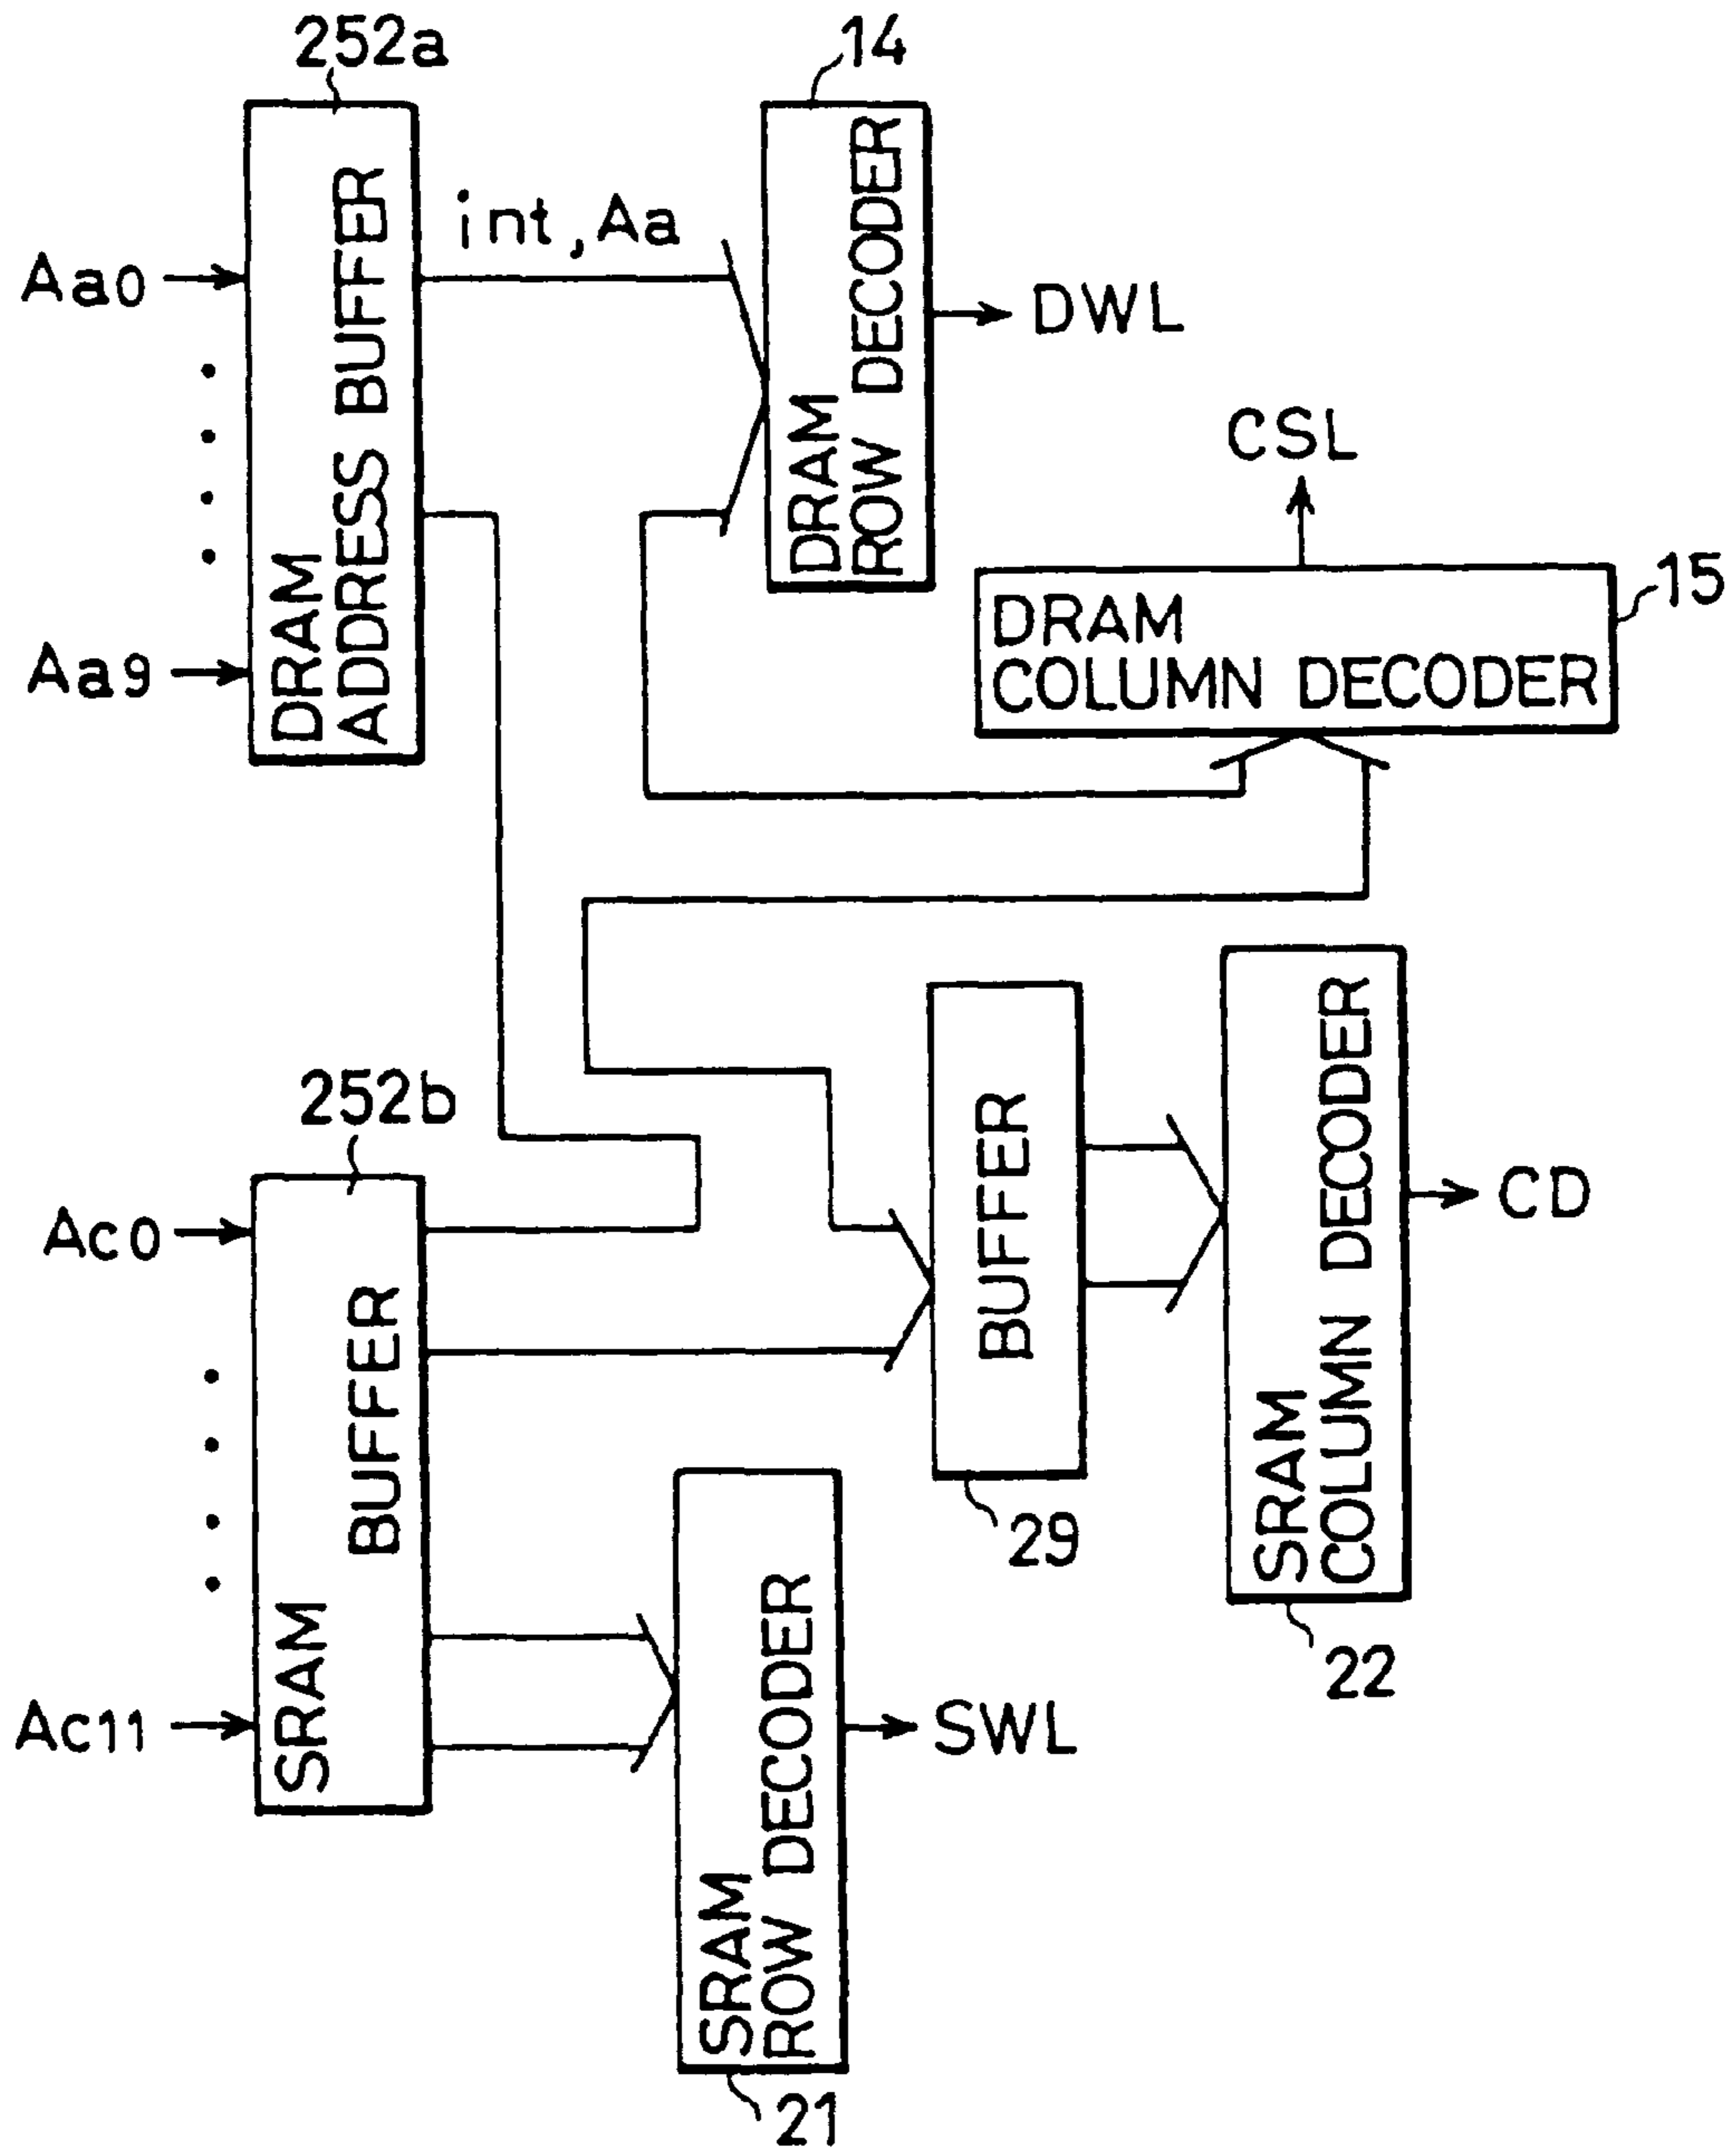 252a
14
Aa0
Aa9
DRAM
ADDRESS BUFFER
int,Aa
DRAM
ROW DECODER
DWL
CSL
15
DRAM
COLUMN DECODER
252b
Ac0
Ac11
SRAM
BUFFER
BUFFER
29
SRAM
COLUMN DECODER
CD
22
SRAM
ROW DECODER
SWL
21